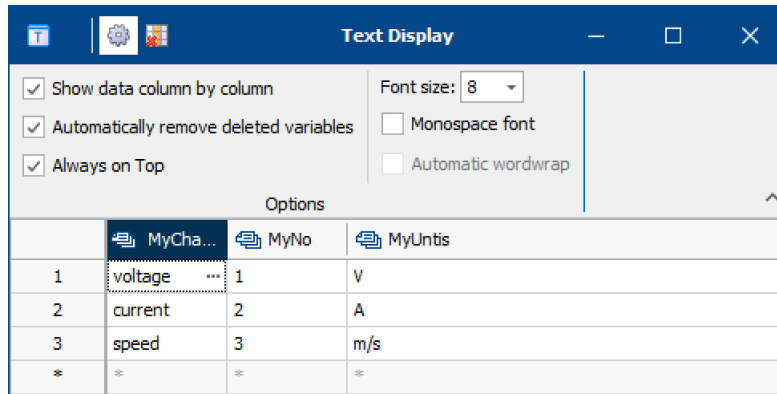 Text Display
Show data column by column
Font size: 8
Automatically remove deleted variables
Monospace font
Always on Top
Automatic wordwrap
Options
MyCha... MyNo MyUntis
1 voltage ... 1 V
2 current 2 A
3 speed 3 m/s
* * * *